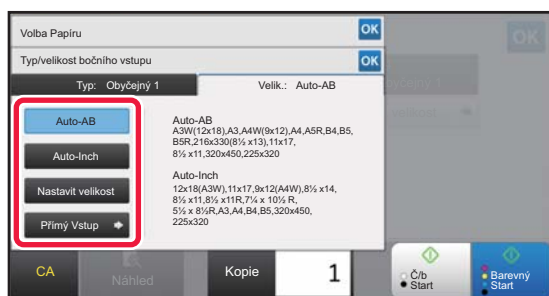 Volba Papíru
OK
OK
Typ/velikost bočního vstupu
OK
Typ: Obyčejný 1
Velik.: Auto-AB
Obyčejný 1
Auto-AB
Auto-Inch
Nastavit velikost
Přímý Vstup
Auto-AB
A3W(12x18),A3,A4W(9x12),A4,A5R,B4,B5,
B5R,216x330(8½ x13),11x17,
8½ x11,320x450,225x320
Auto-Inch
12x18(A3W),11x17,9x12(A4W),8½ x14,
8½ x11,8½ x11R,7¼ x 10½ R,
5½ x 8½R,A3,A4,B4,B5,320x450,
225x320
CA
Náhled
Kopie
1
Č/b
Start
Barevný
Start